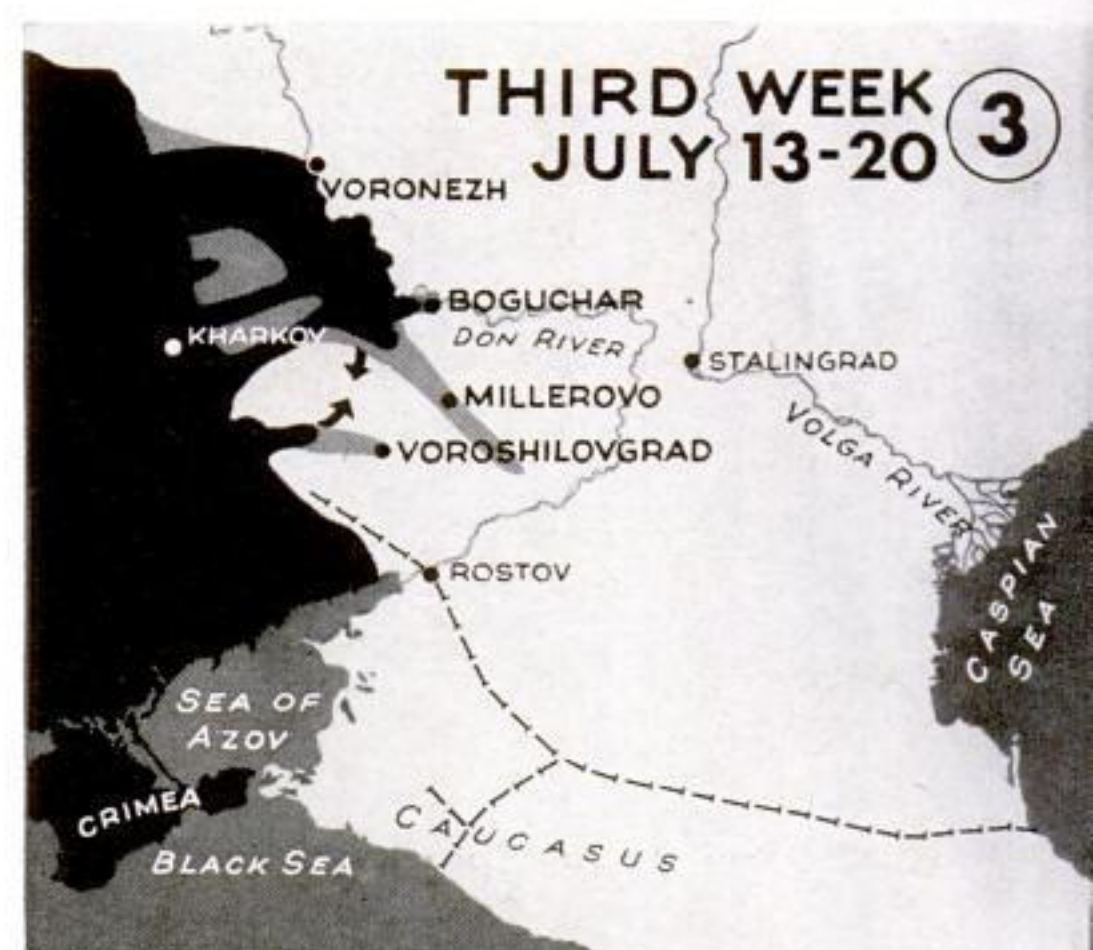 THIRD WEEK
JULY 13-20
3
VORONEZH
BOGUCHAR
KHARKOV
DON RIVER
STALINGRAD
MILLEROVO
VOLGA RIVER
VOROSHILOVGRAD
ROSTOV
CASPIAN
SEA
SEA OF
AZOV
CRIMEA
CAUCASUS
BLACK SEA